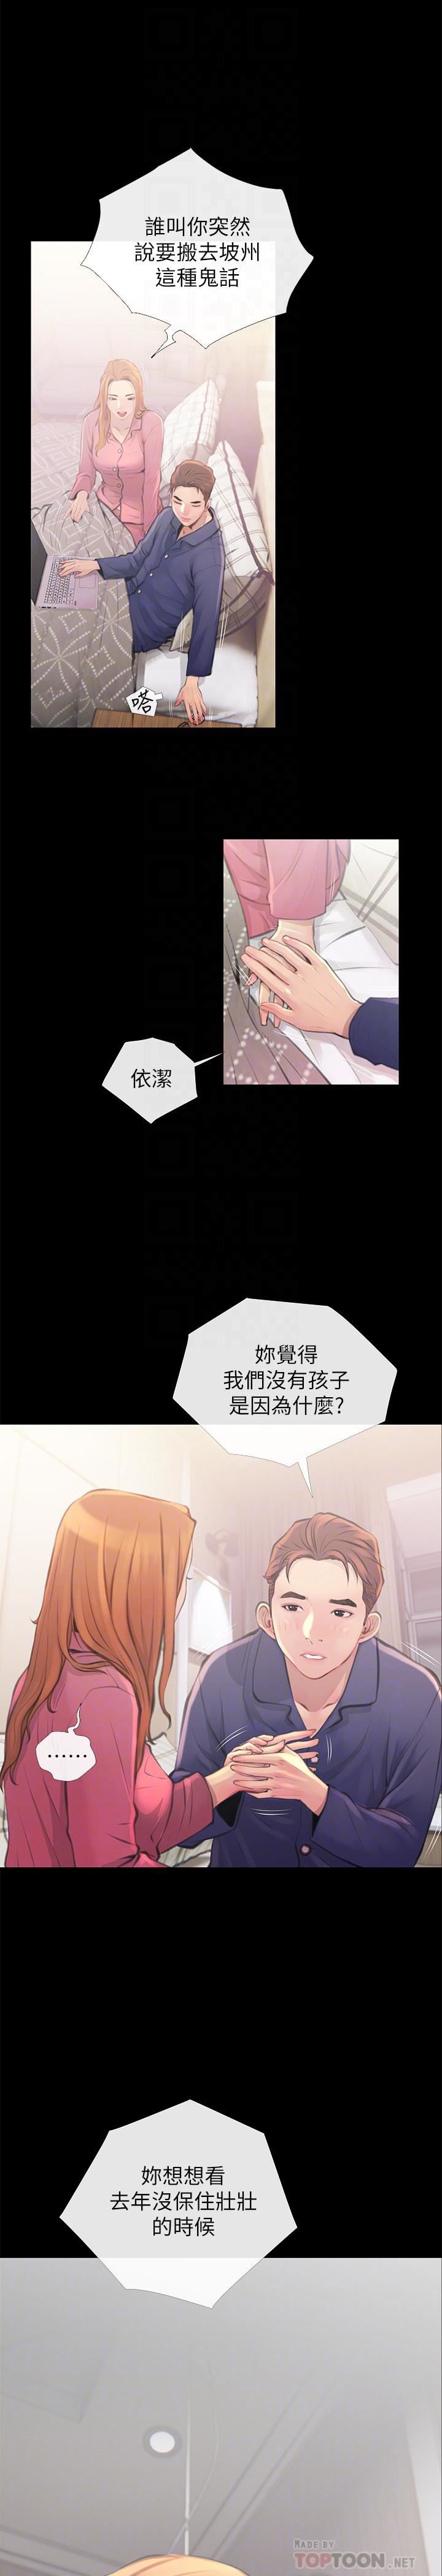 誰叫你突然
說要搬去坡州
這種鬼話
嗒
依潔
妳覺得
我們沒有孩子
是因為什麼?
......
妳想想看
去年沒保住壯壯
的時候
MADE BY
TOPTOON.NET